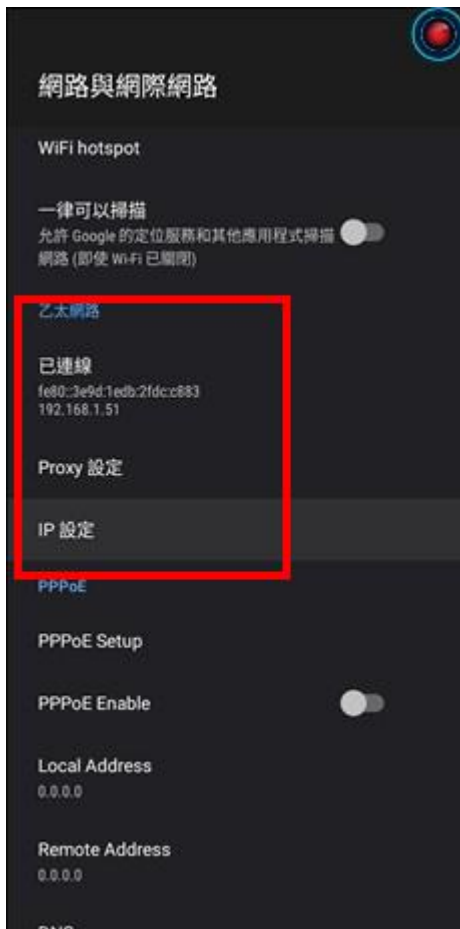 網路與網際網路
WiFi hotspot
一律可以掃描
允許 Google 的定位服務和其他應用程式掃描
網路 (即使 Wi-Fi 已關閉)
乙太網路
已連線
fe80::3e9d:1edb:2fdc:c883
192.168.1.51
Proxy 設定
IP 設定
PPPoE
PPPoE Setup
PPPoE Enable
Local Address
0.0.0.0
Remote Address
0.0.0.0